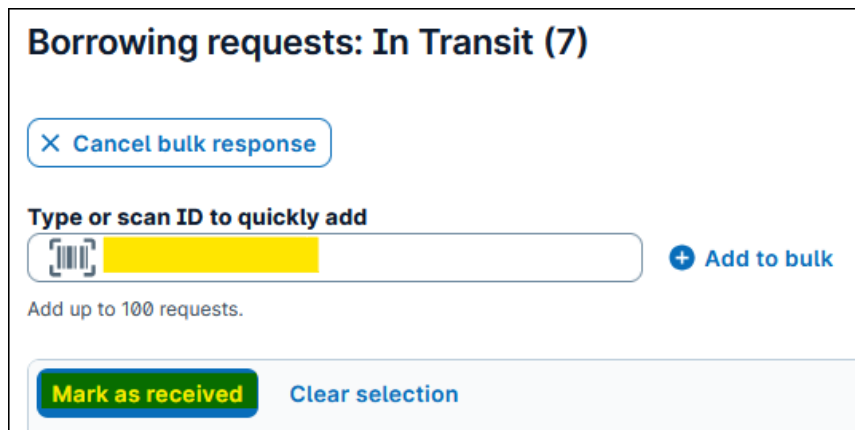 Borrowing requests: In Transit (7)
Cancel bulk response
Type or scan ID to quickly add
Add to bulk
Add up to 100 requests.
Mark as received Clear selection